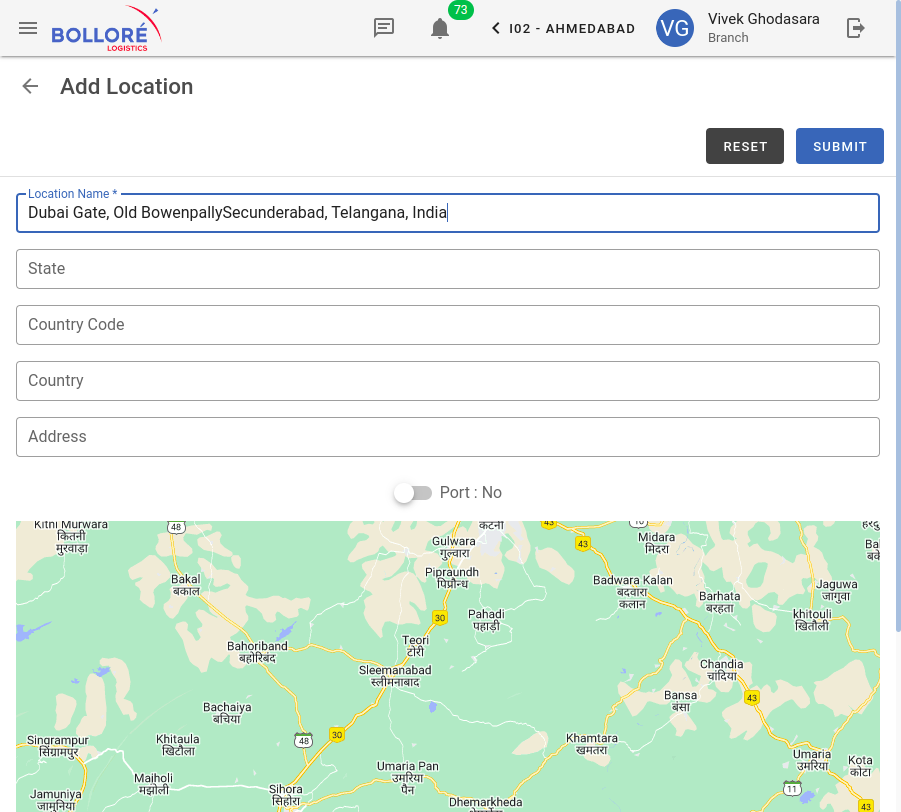 BOLLORÉ
LOGISTICS
73
I02 - AHMEDABAD
VG
Vivek Ghodasara
Branch
Add Location
RESET
SUBMIT
Location Name *
Dubai Gate, Old BowenpallySecunderabad, Telangana, India
State
Country Code
Country
Address
Port : No
Kitni Murwara
कितनी
मुरवाड़ा
48
कटनी
43
43
Gulwara
गुल्वारा
Midara
मिदरा
Pipraundh
पिप्रौन्ध
Bakal
बकाल
Badwara Kalan
बदवारा
कलान
Jaguwa
जागुवा
Barhata
बरहता
30
Pahadi
पहाड़ी
khitouli
खितौली
Teori
टोरी
Bahoriband
बहोरिबंद
Sleemanabad
स्लीमनाबाद
Chandia
चांदिया
Bansa
बंसा
43
Bachaiya
बचिया
30
48
Singrampur
सिंग्रामपुर
Khitaula
खिटौला
Khamtara
खमतरा
Umaria
उमरिया
Kota
कोटा
Majholi
मझोली
Umaria Pan
उमरिया
पैन
Sihora
सिहोरा
11
Jamuniya
जामुनिया
Dhemarkheda
43